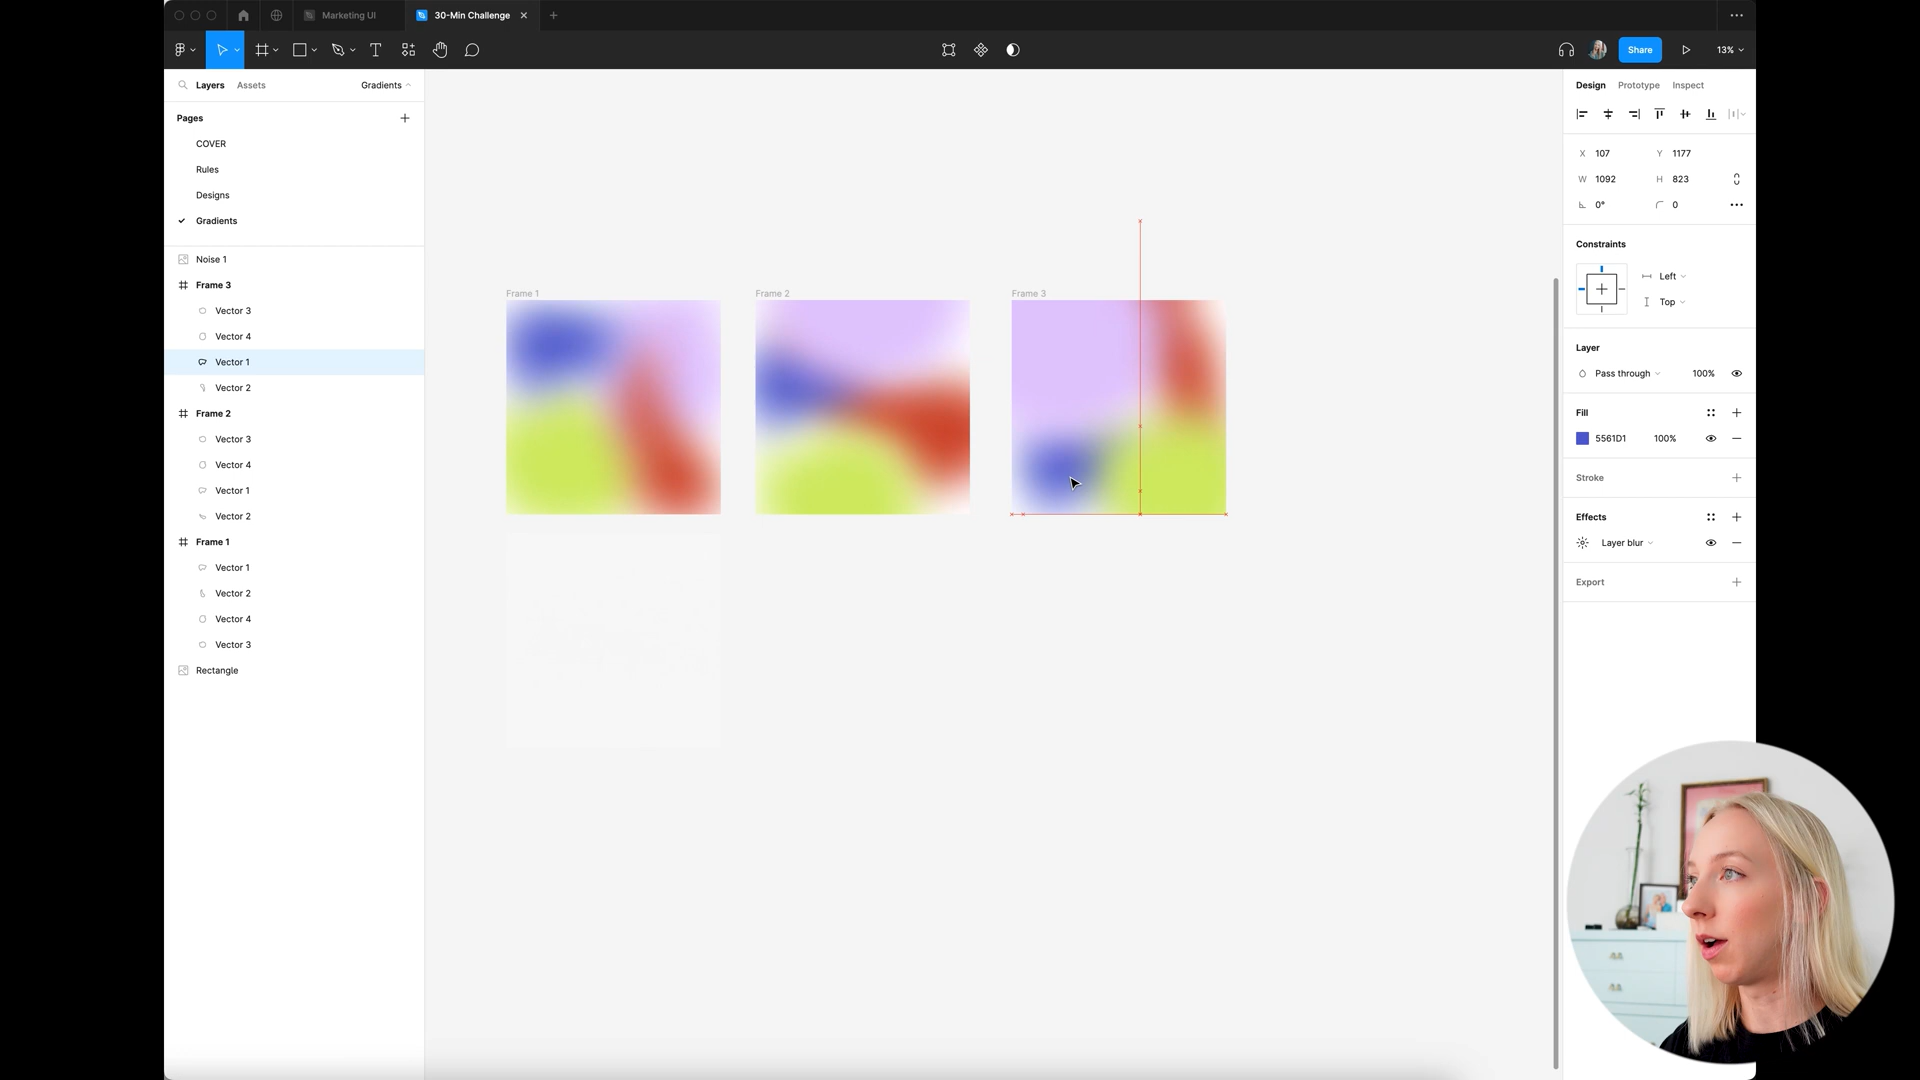 Marketing UI
30-Min Challenge
Share
13%
Layers
Assets
Gradients
Pages
COVER
Rules
Designs
Gradients
Noise 1
Frame 3
Vector 3
Vector 4
Vector 1
Vector 2
Frame 2
Vector 3
Vector 4
Vector 1
Vector 2
Frame 1
Vector 1
Vector 2
Vector 4
Vector 3
Rectangle
Frame 1
Frame 2
Frame 3
Design
Prototype
Inspect
X 107
Y 1177
W 1092
H 823
0°
0
Constraints
Left
Top
Layer
Pass through
100%
Fill
5561D1
100%
Stroke
Effects
Layer blur
Export